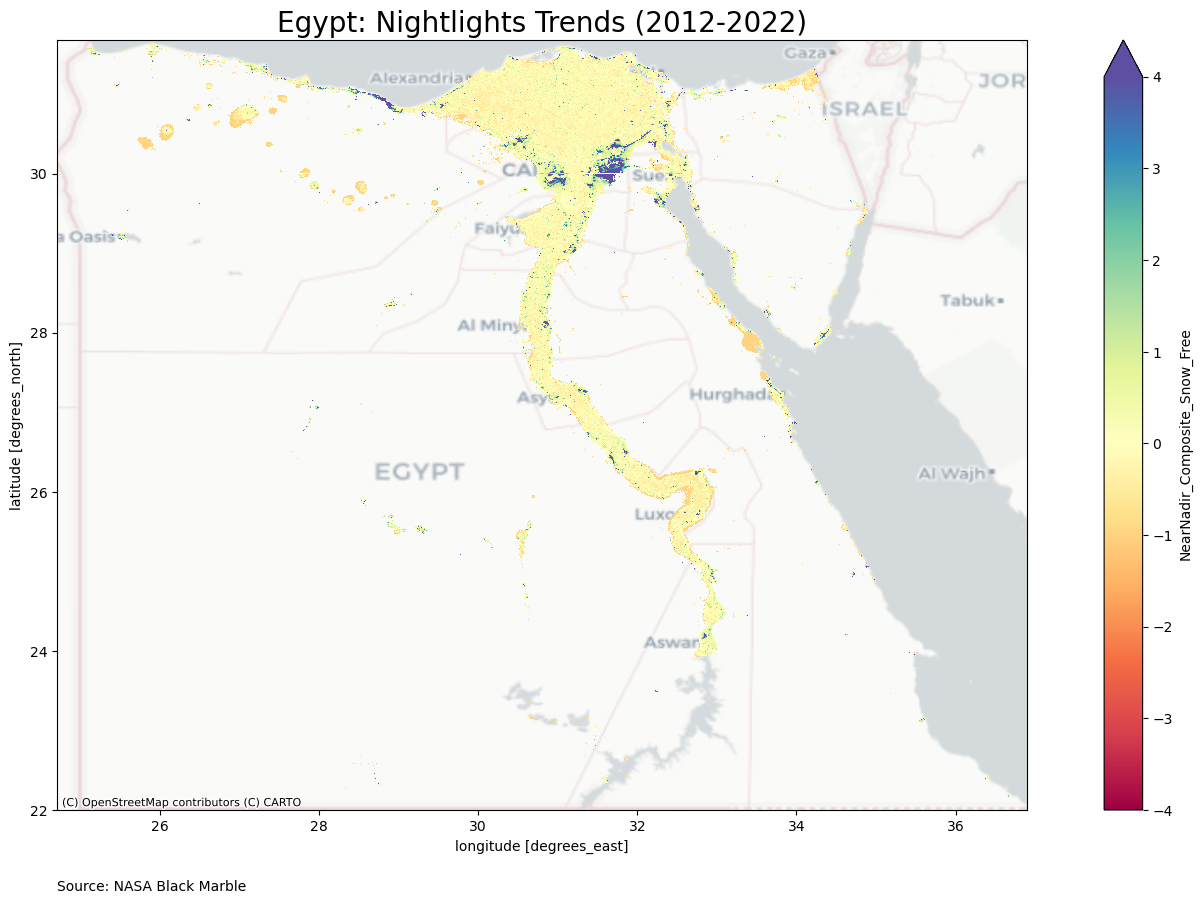 Egypt: Nightlights Trends (2012-2022)
Gaza
Alexandria
JOR
ISRAEL
CAI
Sue
Faiyu
a Oasis
Tabuk
Al Miny
Asy
Hurghada
EGYPT
Al Wajh
Luxo
Aswan
30
28
26
24
22
latitude [degrees_north]
(C) OpenStreetMap contributors (C) CARTO
26
28
30
32
34
36
longitude [degrees_east]
4
3
2
1
0
−1
−2
−3
−4
NearNadir_Composite_Snow_Free
Source: NASA Black Marble